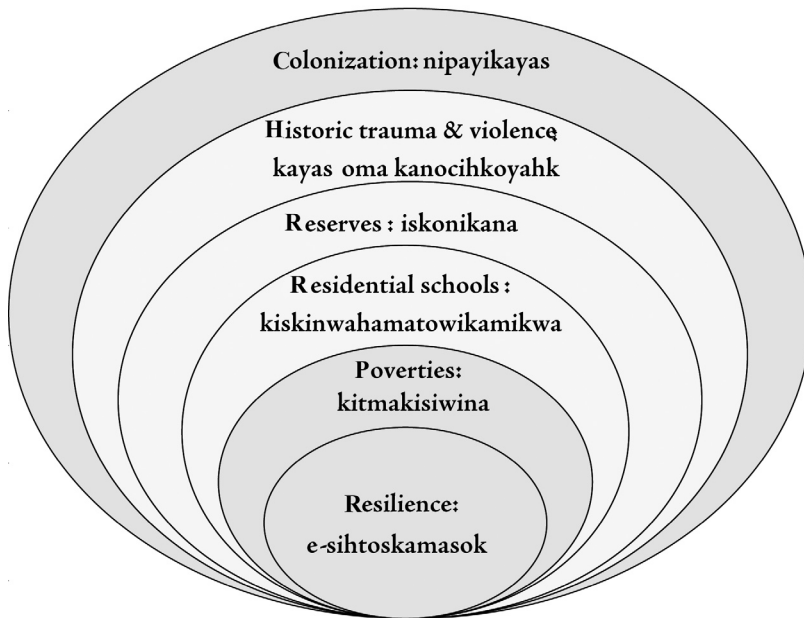 Colonization: nipayikayas
Historic trauma & violence,
kayas oma kanocihkoyahk
Reserves : iskonikana
Residential schools :
kiskinwahamatowikamikwa
Poverties:
kitmakisiwina
Resilience:
e-sihtoskamasok